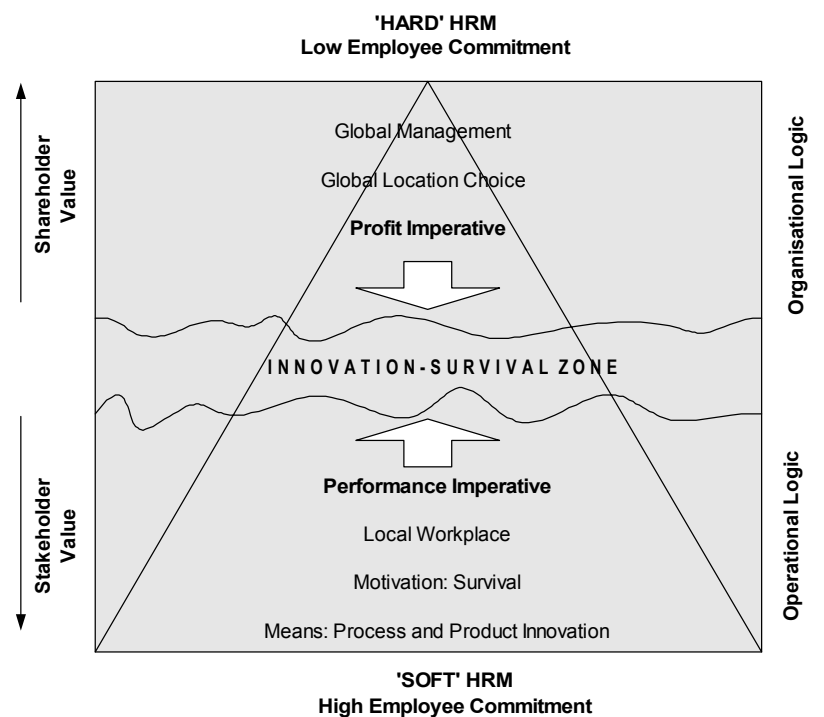 'HARD' HRM
Low Employee Commitment
Shareholder
Value
Global Management
Global Location Choice
Profit Imperative
Organisational Logic
INNOVATION-SURVIVAL ZONE
Stakeholder
Value
Performance Imperative
Local Workplace
Motivation: Survival
Means: Process and Product Innovation
Operational Logic
'SOFT' HRM
High Employee Commitment